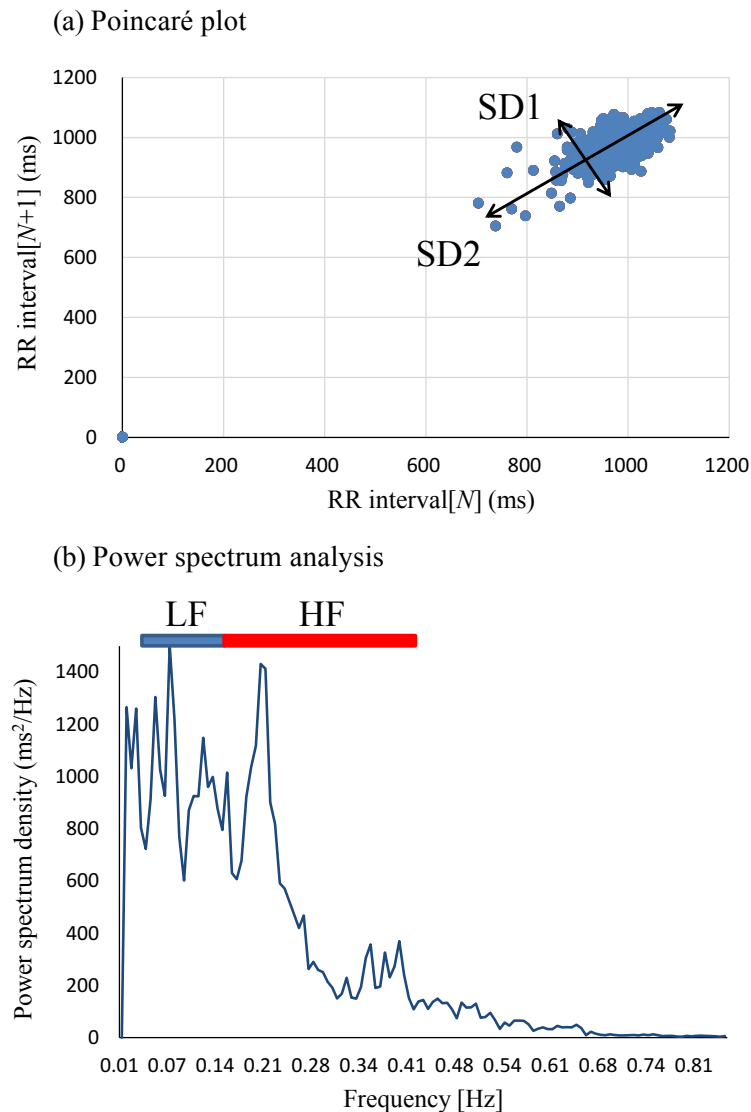 (a) Poincaré plot
1200
1000
800
600
400
200
0
RR interval[N+1] (ms)
SD1
SD2
0 200 400 600 800 1000 1200
RR interval[N] (ms)
(b) Power spectrum analysis
LF HF
1400
1200
1000
800
600
400
200
0
Power spectrum density (ms²/Hz)
0.01 0.07 0.14 0.21 0.28 0.34 0.41 0.48 0.54 0.61 0.68 0.74 0.81
Frequency [Hz]